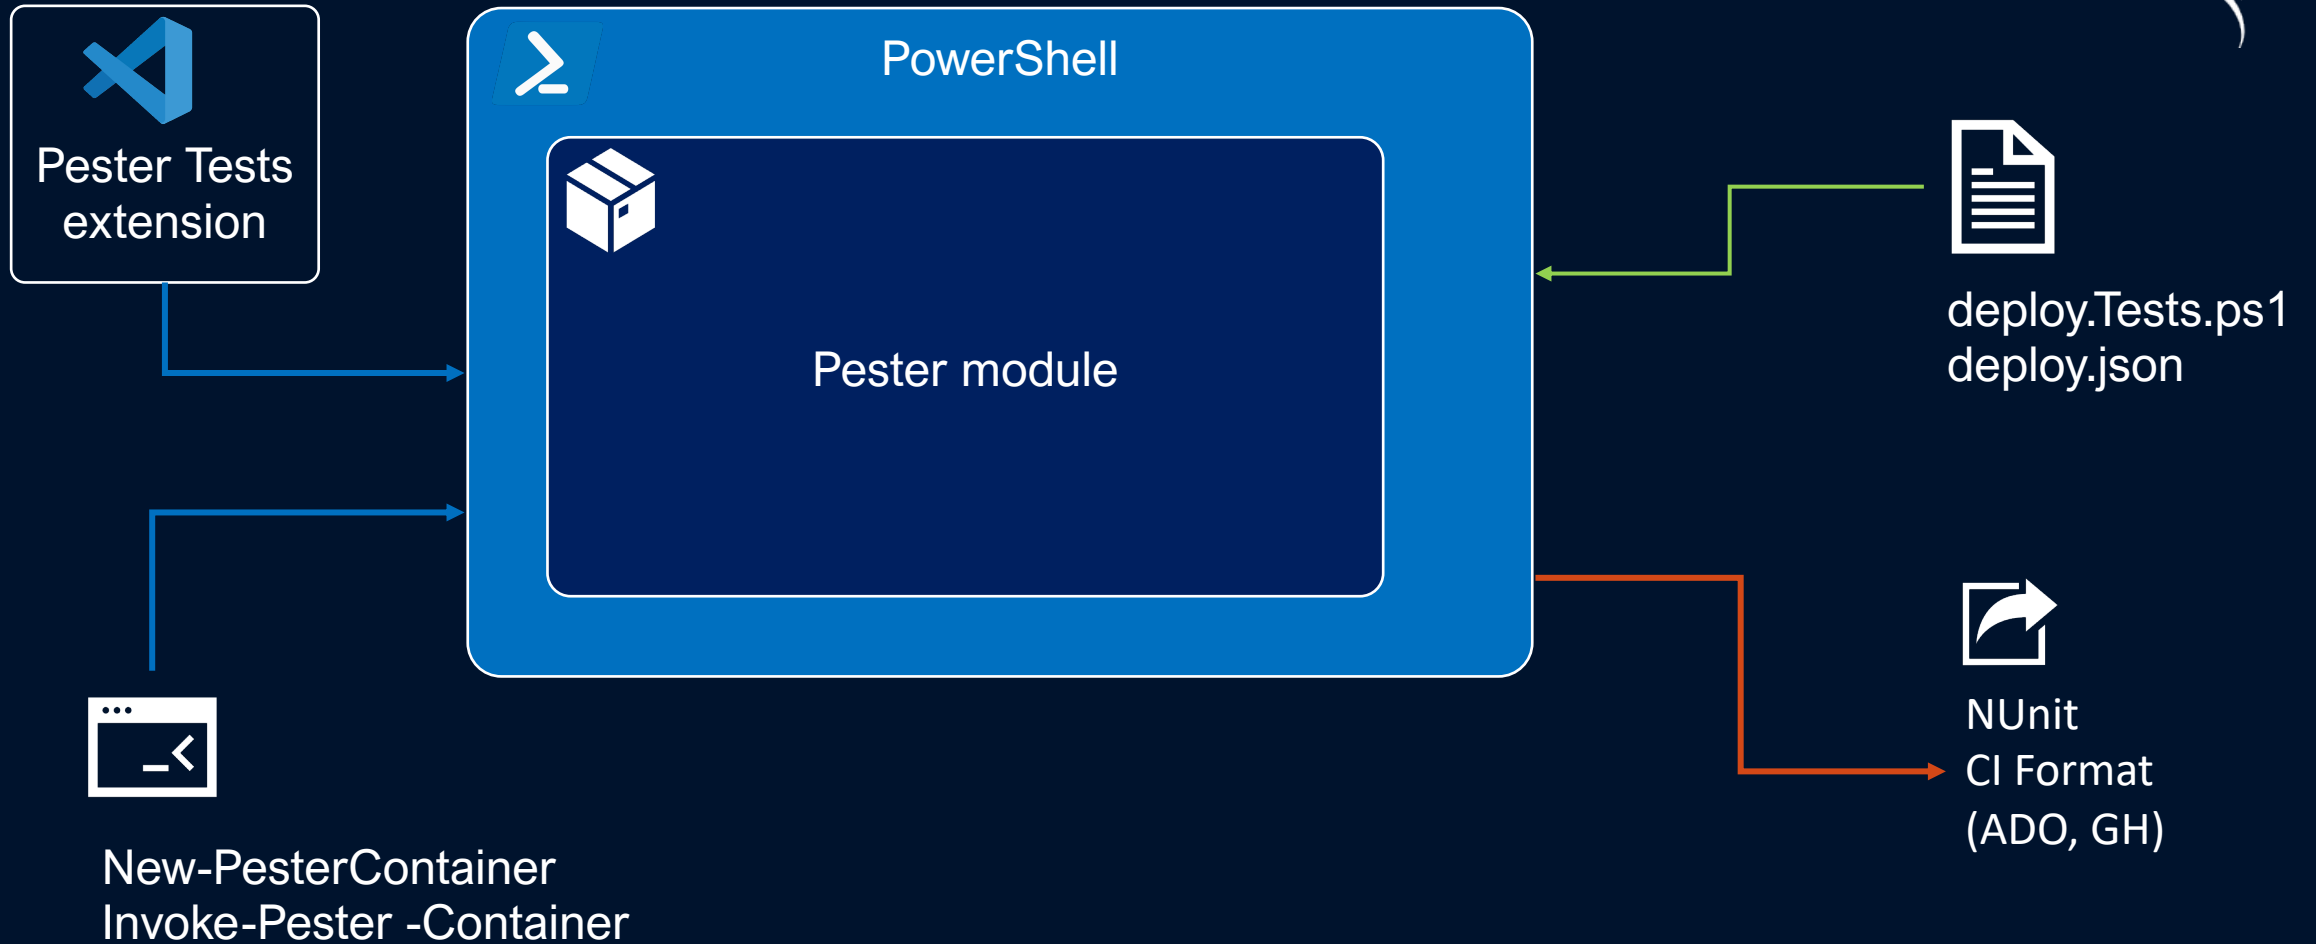 Pester Tests
extension
PowerShell
Pester module
deploy.Tests.ps1
deploy.json
New-PesterContainer
Invoke-Pester -Container
NUnit
CI Format
(ADO, GH)